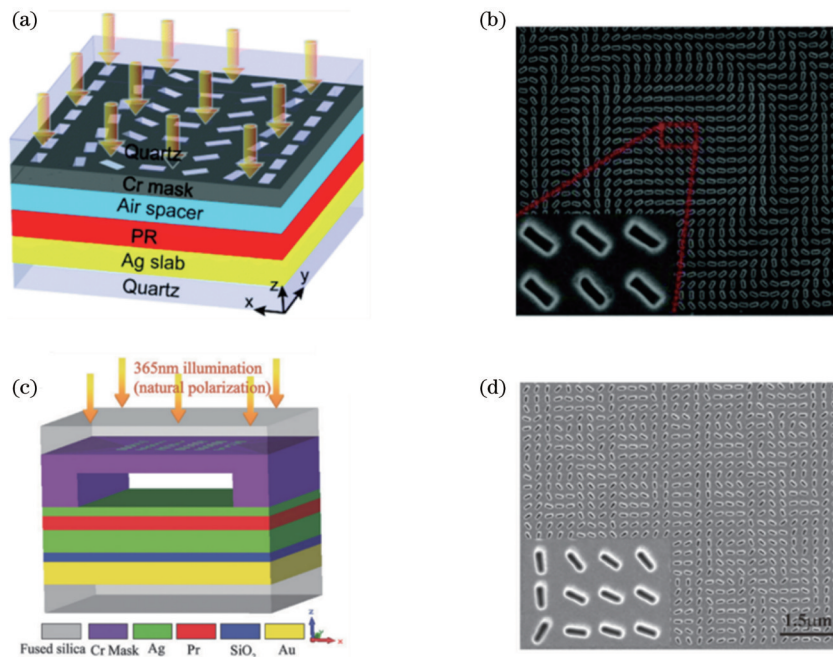 (a)
Quartz
Cr mask
Air spacer
PR
Ag slab
Quartz
z
y
x
(b)
(c)
365nm illumination
(natural polarization)
Fused silica Cr Mask Ag Pr SiOx Au
z
x
(d)
1.5μm